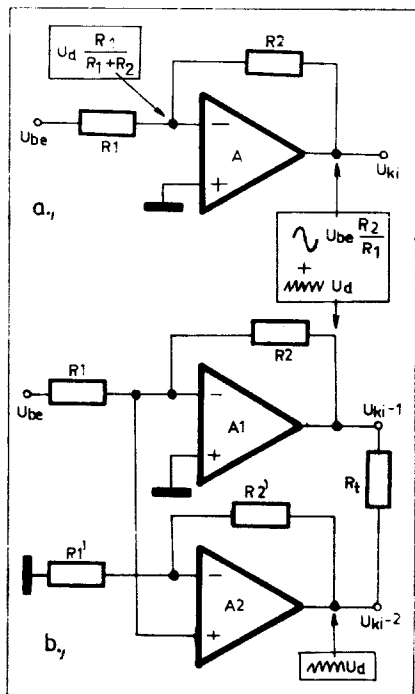 Ud R1/(R1+R2)
R2
Ube
R1
−
A
+
Uki
a.,
Ube R2/R1
+
Ud
R1
R2
Ube
−
A1
+
Uki-1
Rt
R1'
R2'
−
A2
+
Uki-2
b.,
Ud